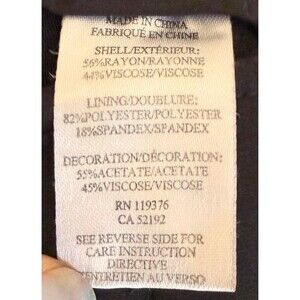 MADE IN CHINA
FABRIQUÉ EN CHINE
SHELL/EXTÉRIEUR:
56%RAYON/RAYONNE
44%VISCOSE/VISCOSE
LINING/DOUBLURE:
82%POLYESTER/POLYESTER
18%SPANDEX/SPANDEX
DECORATION/DÉCORATION:
55%ACETATE/ACETATE
45%VISCOSE/VISCOSE
RN 119376
CA 52192
SEE REVERSE SIDE FOR
CARE INSTRUCTION
DIRECTIVE
D'ENTRETIEN AU VERSO